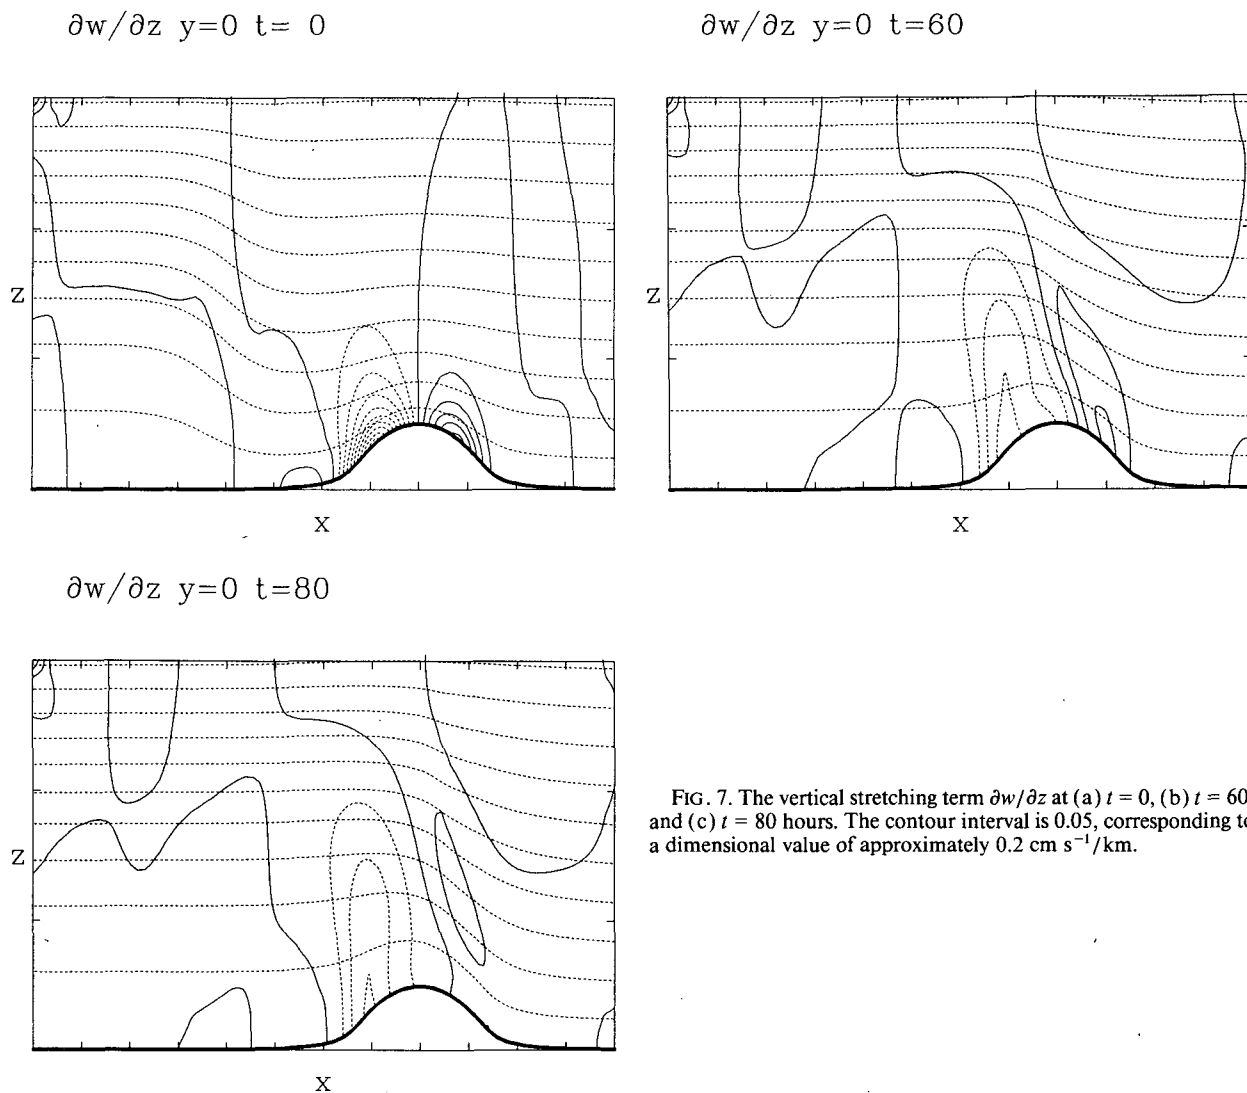 ∂w/∂z y=0 t= 0
∂w/∂z y=0 t=60
Z
X
Z
X
∂w/∂z y=0 t=80
Z
X
FIG. 7. The vertical stretching term ∂w/∂z at (a) t = 0, (b) t = 60
and (c) t = 80 hours. The contour interval is 0.05, corresponding to
a dimensional value of approximately 0.2 cm s⁻¹/km.